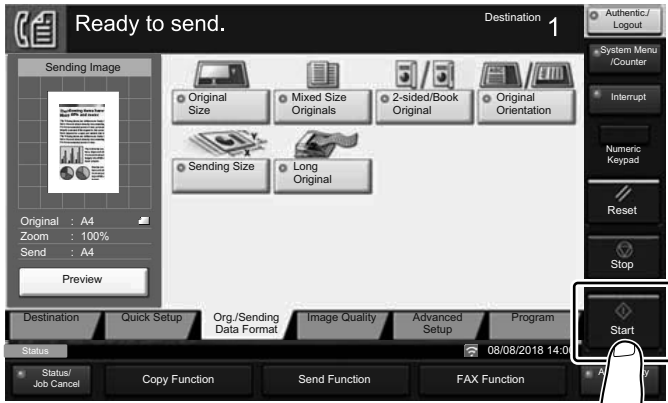 Ready to send.
Destination 1
Authentic./
Logout
System Menu
/Counter
Sending Image
Original
Size
Mixed Size
Originals
2-sided/Book
Original
Original
Orientation
Interrupt
Sending Size
Long
Original
Numeric
Keypad
Original : A4
Zoom : 100%
Send : A4
Reset
Preview
Stop
Destination
Quick Setup
Org./Sending
Data Format
Image Quality
Advanced
Setup
Program
Start
Status
08/08/2018 14:0
Status/
Job Cancel
Copy Function
Send Function
FAX Function